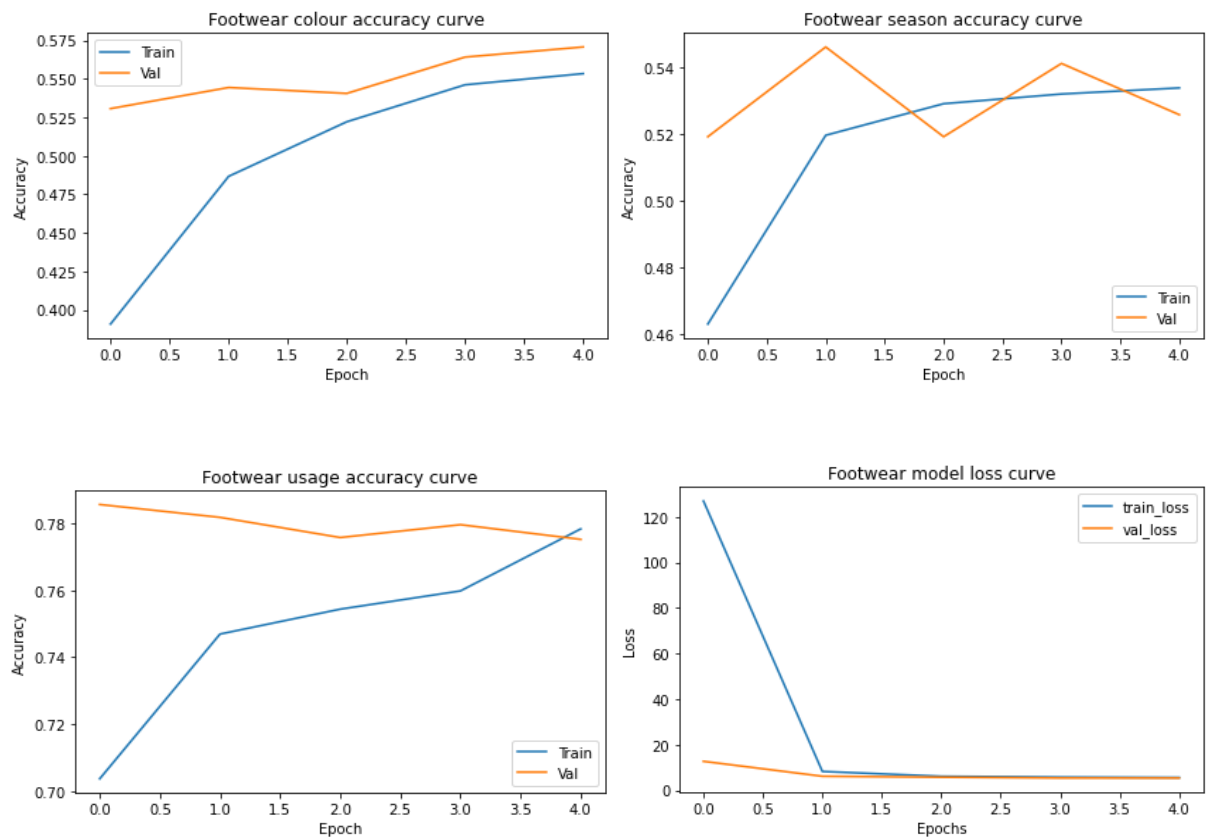 Footwear colour accuracy curve
Train
Val
0.575
0.550
0.525
0.500
0.475
0.450
0.425
0.400
Accuracy
0.0 0.5 1.0 1.5 2.0 2.5 3.0 3.5 4.0
Epoch
Footwear season accuracy curve
0.54
0.52
0.50
0.48
0.46
Accuracy
Train
Val
0.0 0.5 1.0 1.5 2.0 2.5 3.0 3.5 4.0
Epoch
Footwear usage accuracy curve
0.78
0.76
0.74
0.72
0.70
Accuracy
Train
Val
0.0 0.5 1.0 1.5 2.0 2.5 3.0 3.5 4.0
Epoch
Footwear model loss curve
train_loss
val_loss
120
100
80
60
40
20
0
Loss
0.0 0.5 1.0 1.5 2.0 2.5 3.0 3.5 4.0
Epochs